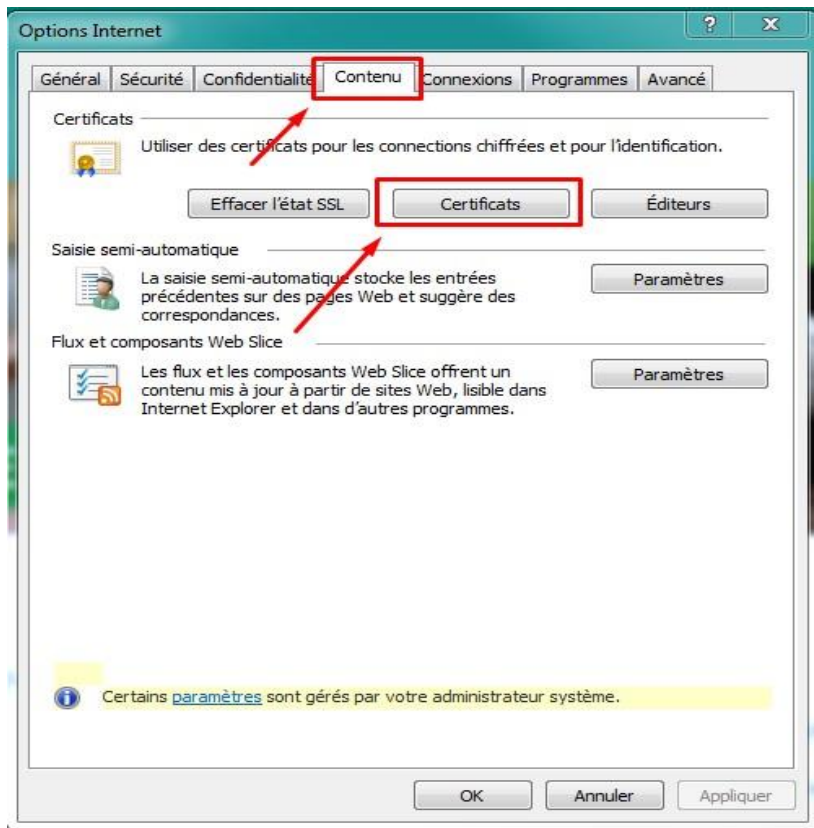 Options Internet
Général Sécurité Confidentialité Contenu Connexions Programmes Avancé
Certificats
Utiliser des certificats pour les connections chiffrées et pour l'identification.
Effacer l'état SSL Certificats Éditeurs
Saisie semi-automatique
La saisie semi-automatique stocke les entrées
précédentes sur des pages Web et suggère des
correspondances.
Paramètres
Flux et composants Web Slice
Les flux et les composants Web Slice offrent un
contenu mis à jour à partir de sites Web, lisible dans
Internet Explorer et dans d'autres programmes.
Paramètres
Certains paramètres sont gérés par votre administrateur système.
OK Annuler Appliquer